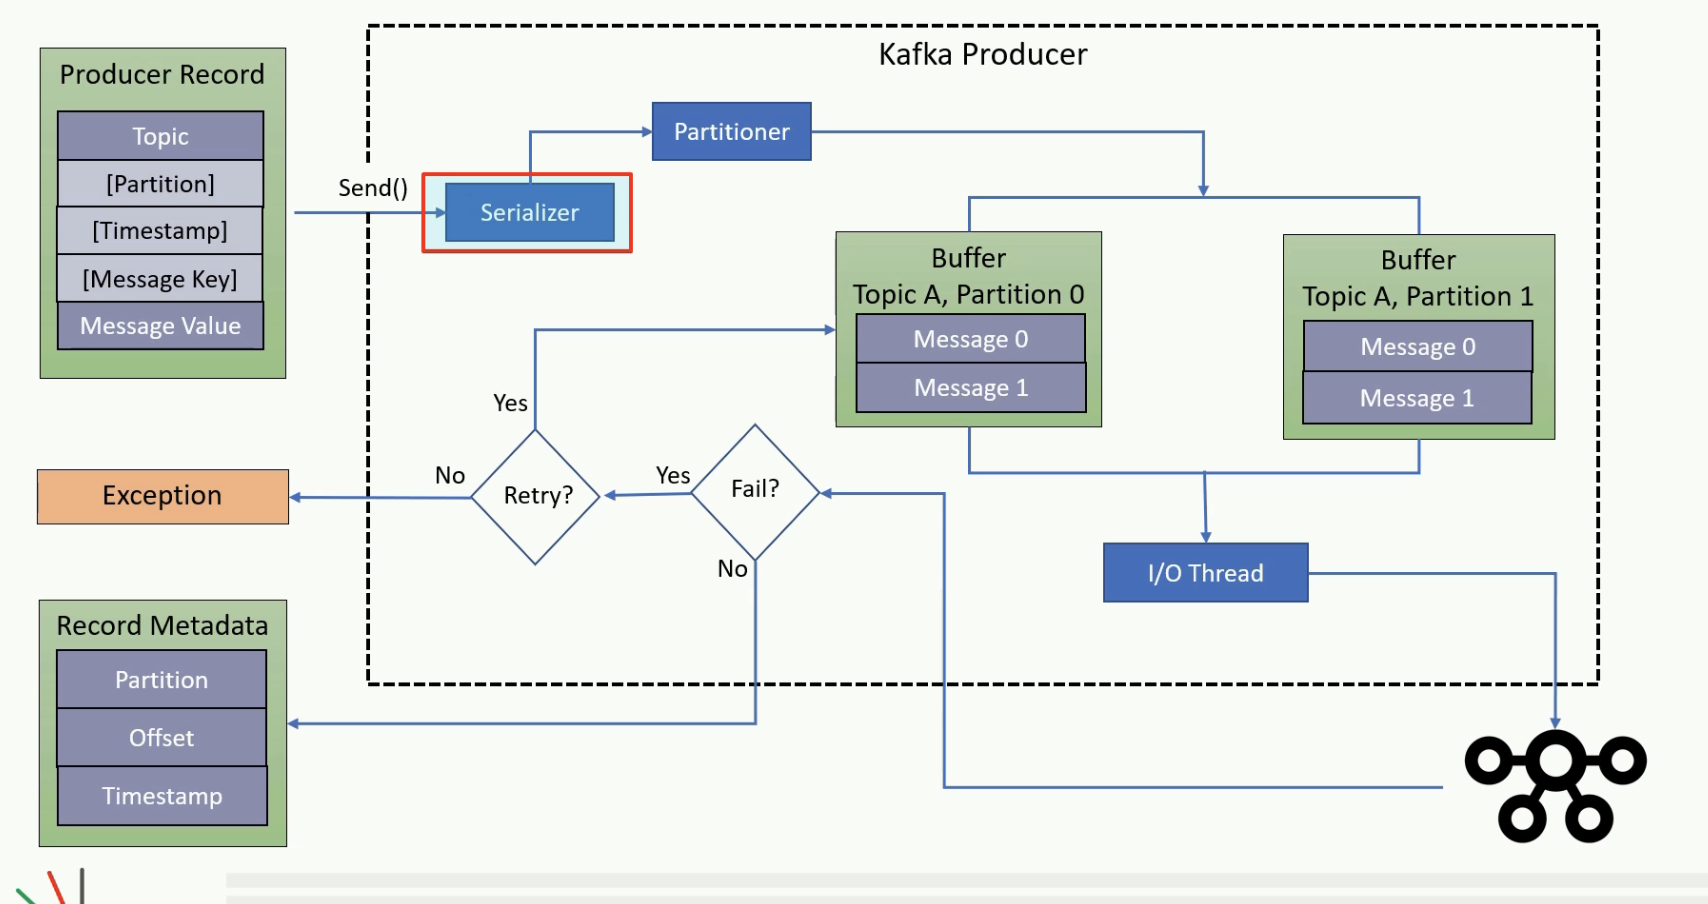 Kafka Producer
Producer Record
Topic
[Partition]
[Timestamp]
[Message Key]
Message Value
Send()
Serializer
Partitioner
Buffer
Topic A, Partition 0
Message 0
Message 1
Buffer
Topic A, Partition 1
Message 0
Message 1
Yes
No
Retry?
Yes
Fail?
No
Exception
I/O Thread
Record Metadata
Partition
Offset
Timestamp